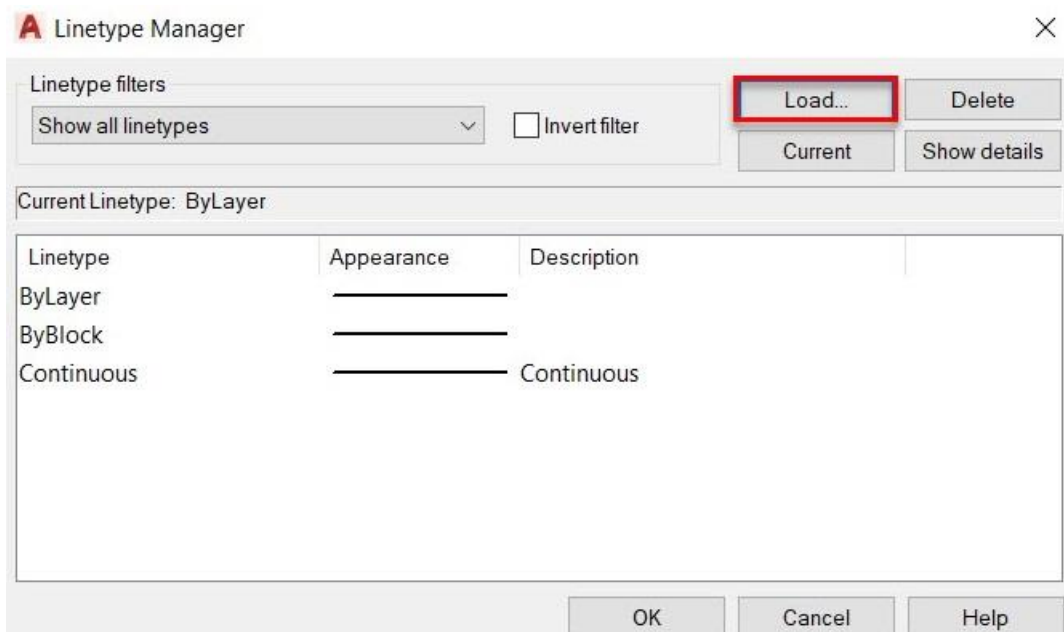 A Linetype Manager
Linetype filters
Show all linetypes
Invert filter
Load...
Delete
Current
Show details
Current Linetype: ByLayer
Linetype Appearance Description
ByLayer
ByBlock
Continuous Continuous
OK Cancel Help